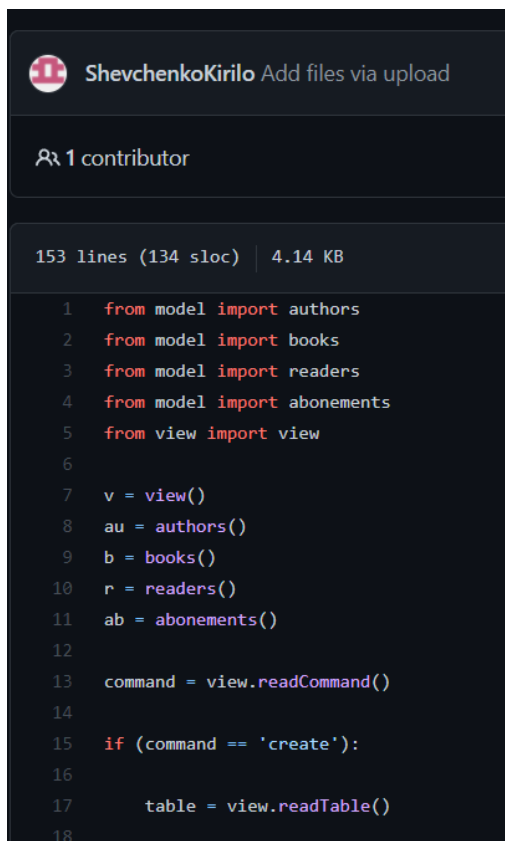 ShevchenkoKirilo Add files via upload
1 contributor
153 lines (134 sloc) 4.14 KB
1 from model import authors
2 from model import books
3 from model import readers
4 from model import abonements
5 from view import view
6
7 v = view()
8 au = authors()
9 b = books()
10 r = readers()
11 ab = abonements()
12
13 command = view.readCommand()
14
15 if (command == 'create'):
16
17 table = view.readTable()
18